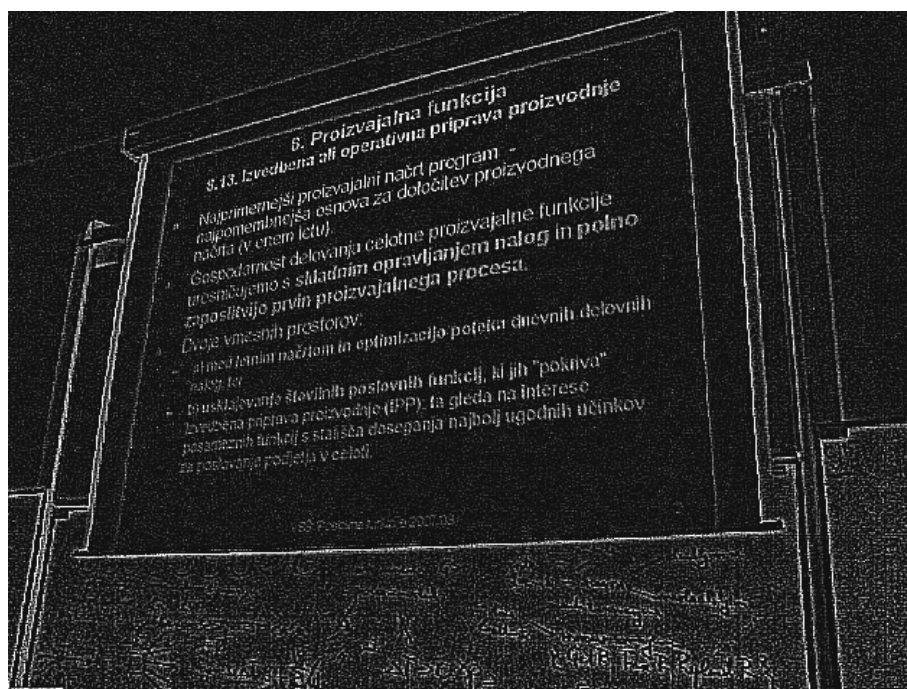 8. Proizvajalna funkcija
8.13. Izvedbena ali operativna priprava proizvodnje
Najprimernejši proizvajalni načrt program -
najpomembnejša osnova za določitev proizvodnega
načrta (v enem letu).
Gospodarnost delovanja celotne proizvajalne funkcije
uresničujemo s skladnim opravljanjem nalog in polno
zaposlitvijo prvin proizvajalnega procesa.
Dvoje vmesnih prostorov:
a) med letnim načrtom in optimizacijo poteka dnevnih delovnih
nalog, ter
b) usklajevanje številnih poslovnih funkcij, ki jih "pokriva"
izvedbena priprava proizvodnje (IPP); ta gleda na interese
posameznih funkcij s stališča doseganja najbolj ugodnih učinkov
za poslovanje podjetja v celoti.